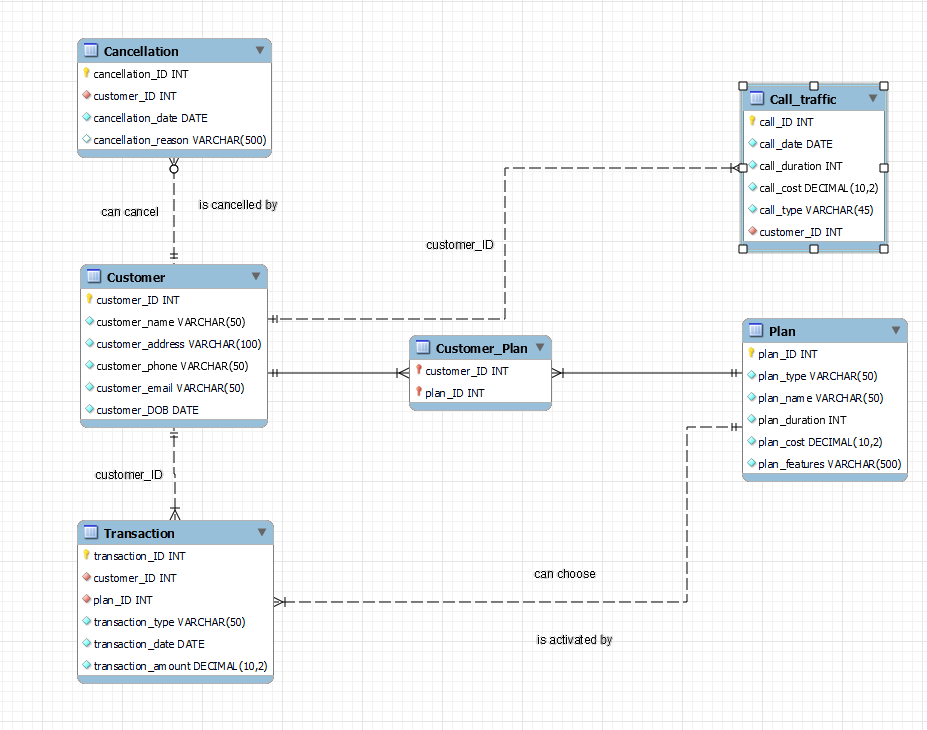 Cancellation
cancellation_ID INT
customer_ID INT
cancellation_date DATE
cancellation_reason VARCHAR(500)
can cancel
is cancelled by
Call_traffic
call_ID INT
call_date DATE
call_duration INT
call_cost DECIMAL(10,2)
call_type VARCHAR(45)
customer_ID INT
customer_ID
Customer
customer_ID INT
customer_name VARCHAR(50)
customer_address VARCHAR(100)
customer_phone VARCHAR(50)
customer_email VARCHAR(50)
customer_DOB DATE
Customer_Plan
customer_ID INT
plan_ID INT
Plan
plan_ID INT
plan_type VARCHAR(50)
plan_name VARCHAR(50)
plan_duration INT
plan_cost DECIMAL(10,2)
plan_features VARCHAR(500)
customer_ID
Transaction
transaction_ID INT
customer_ID INT
plan_ID INT
transaction_type VARCHAR(50)
transaction_date DATE
transaction_amount DECIMAL(10,2)
can choose
is activated by